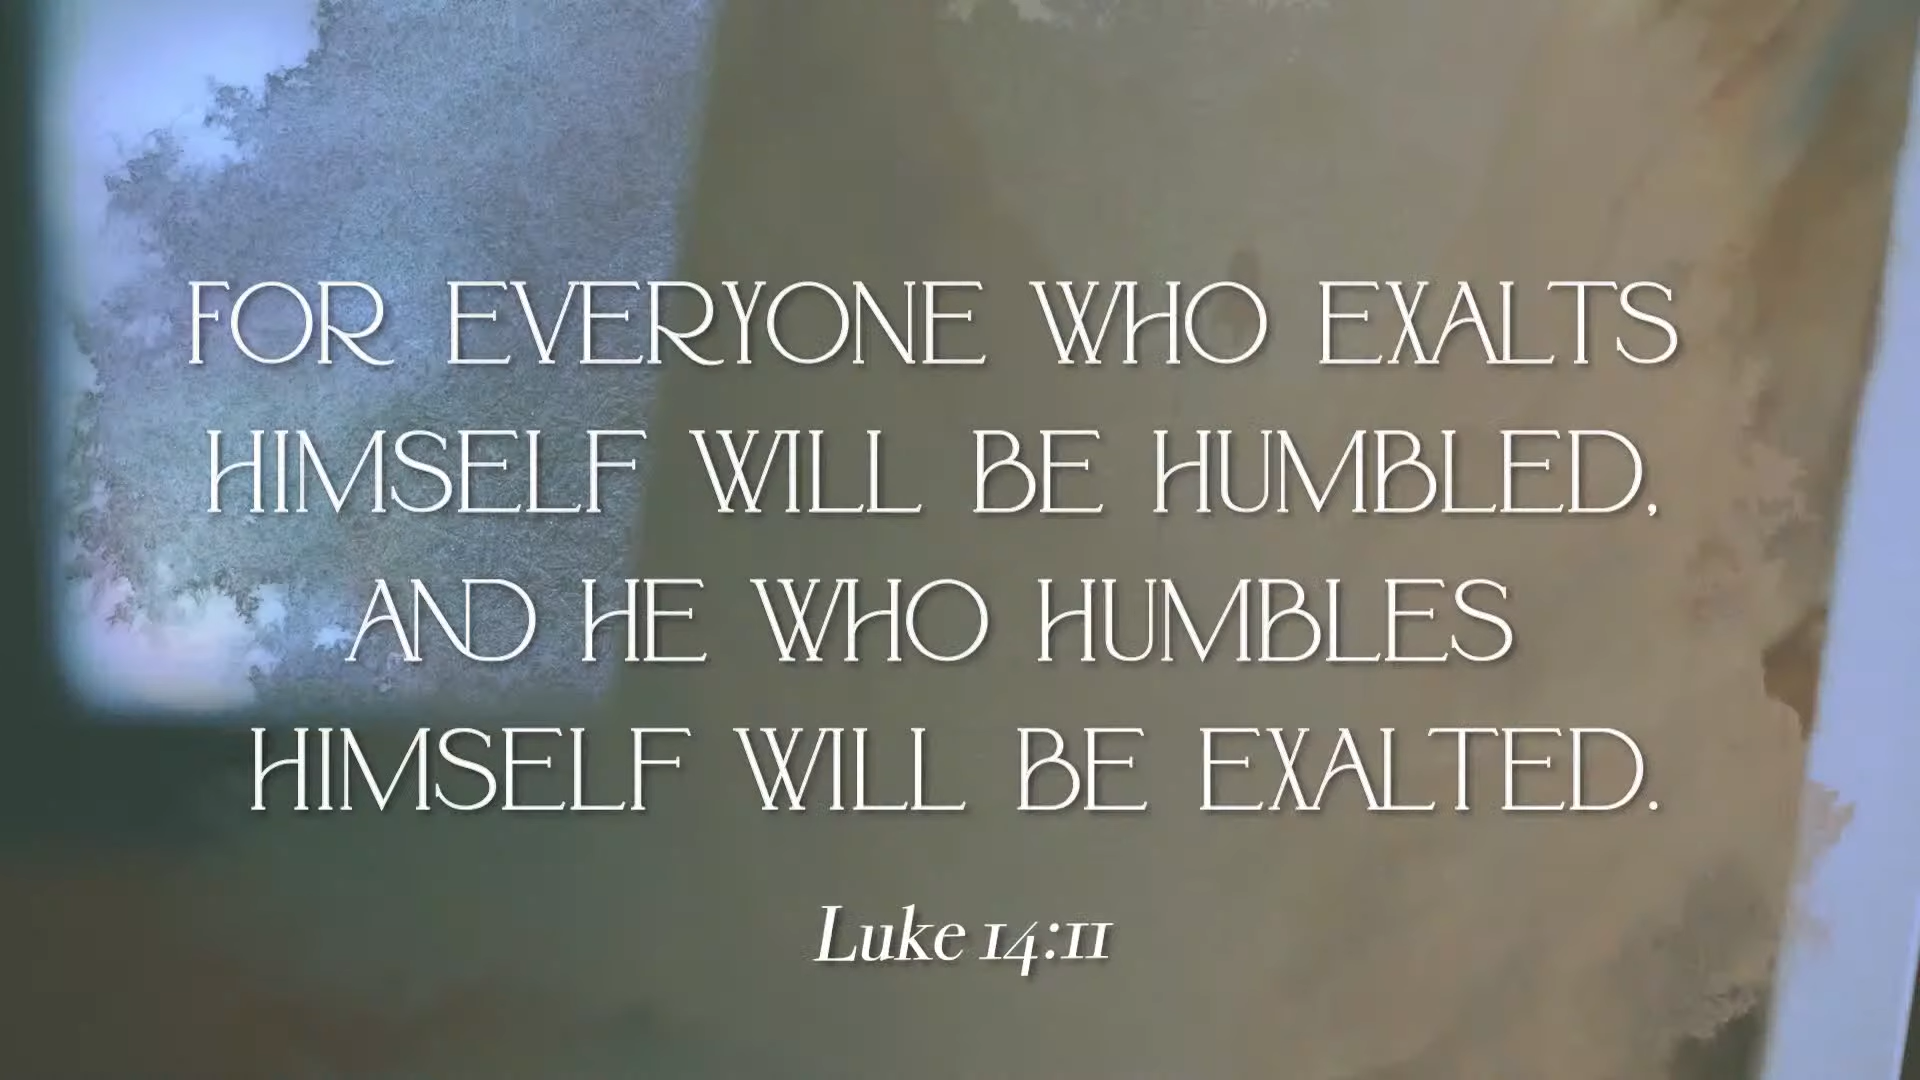 FOR EVERYONE WHO EXALTS
HIMSELF WILL BE HUMBLED,
AND HE WHO HUMBLES
HIMSELF WILL BE EXALTED.
Luke 14:11